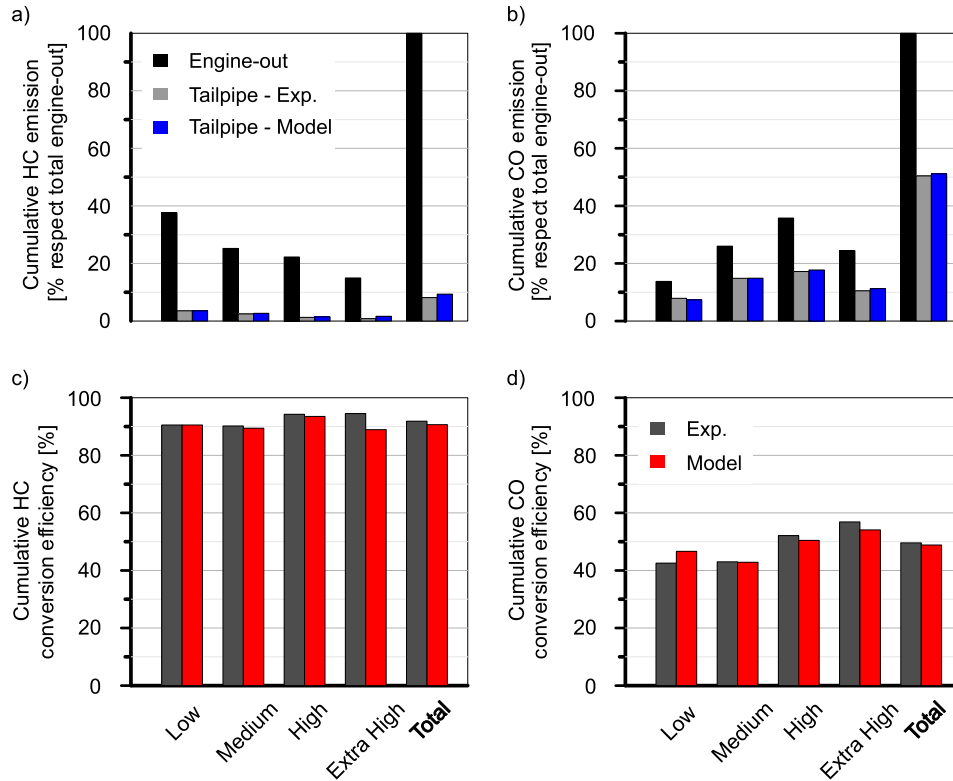 a)
Cumulative HC emission
[% respect total engine-out]
100
80
60
40
20
0
Engine-out
Tailpipe - Exp.
Tailpipe - Model
b)
Cumulative CO emission
[% respect total engine-out]
100
80
60
40
20
0
c)
Cumulative HC
conversion efficiency [%]
100
80
60
40
20
0
Low
Medium
High
Extra High
Total
d)
Cumulative CO
conversion efficiency [%]
100
80
60
40
20
0
Exp.
Model
Low
Medium
High
Extra High
Total